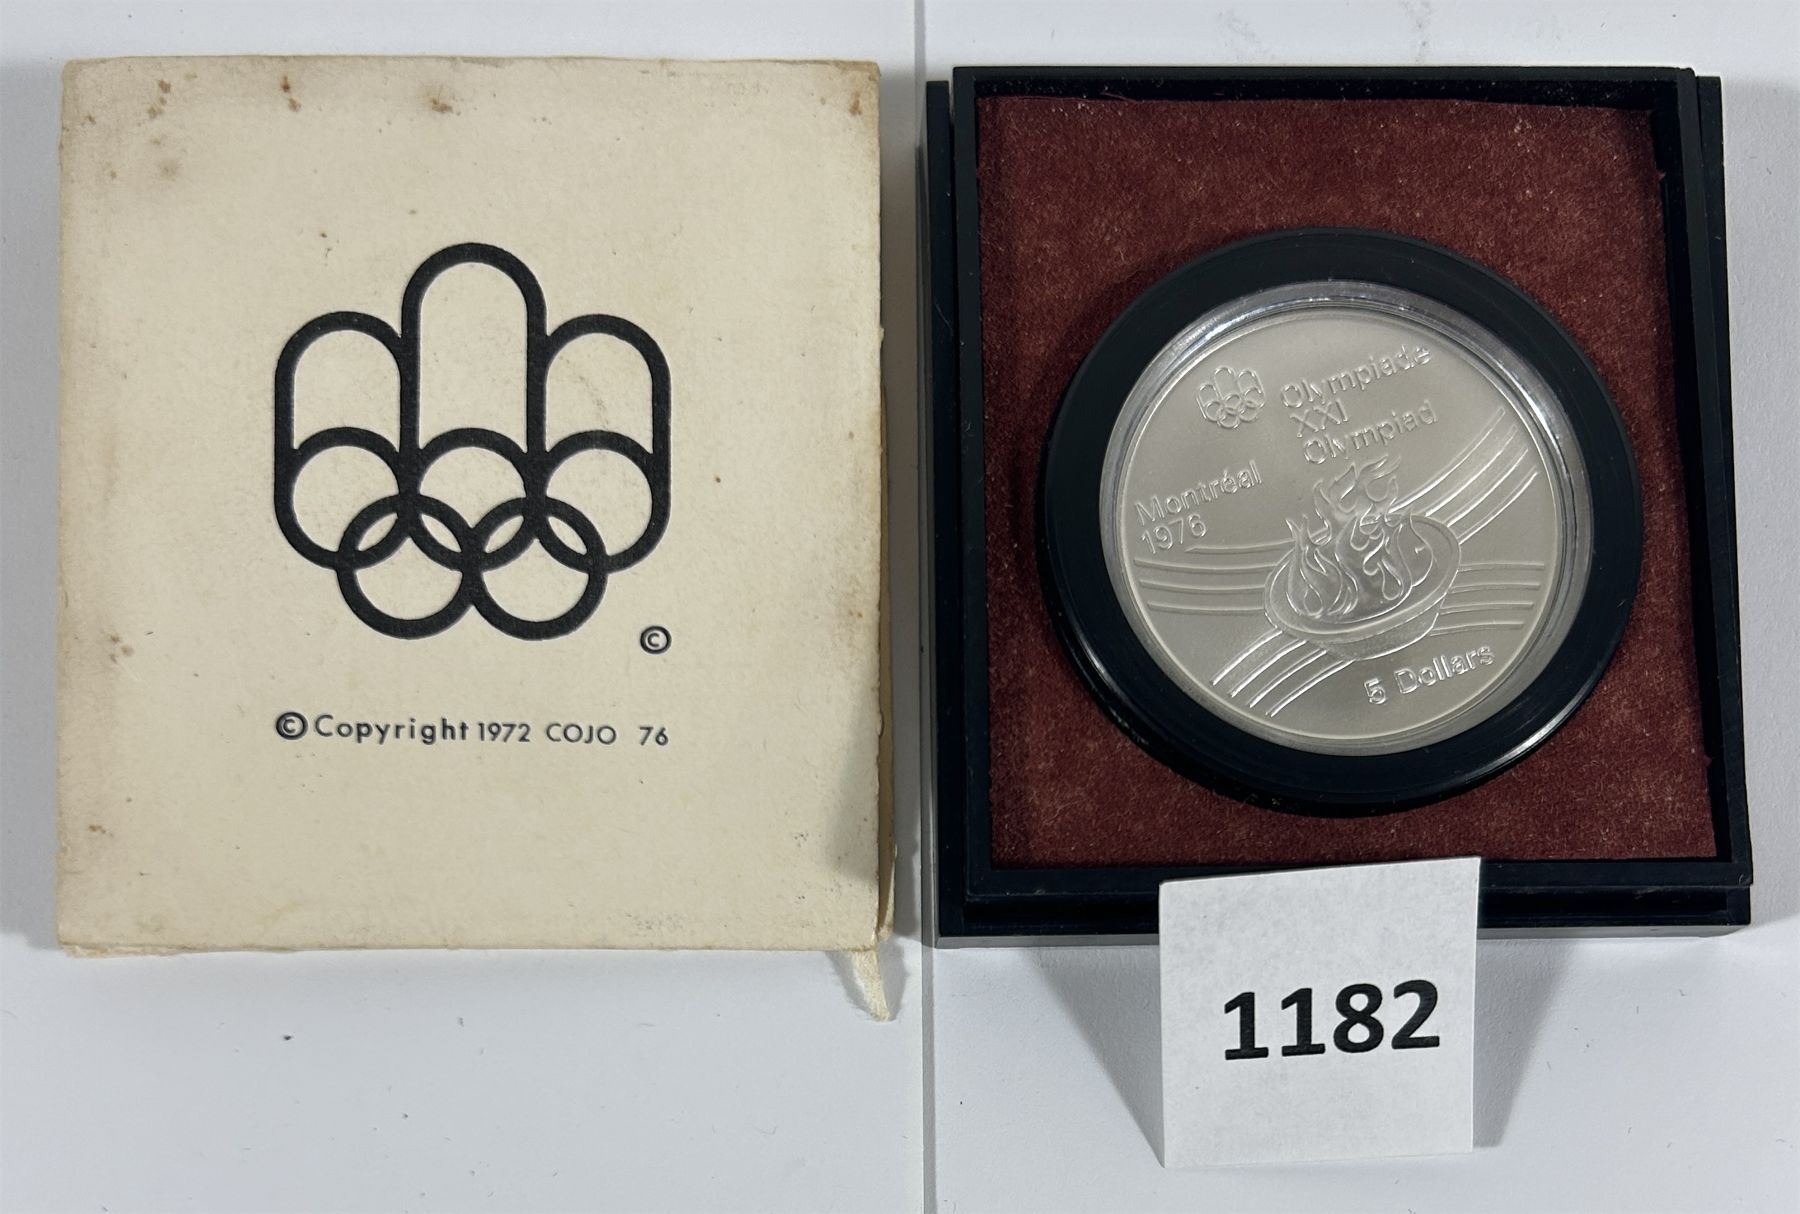 ©
© Copyright 1972 COJO 76
Olympiade
XXI
Olympiad
Montréal
1976
5 Dollars
1182